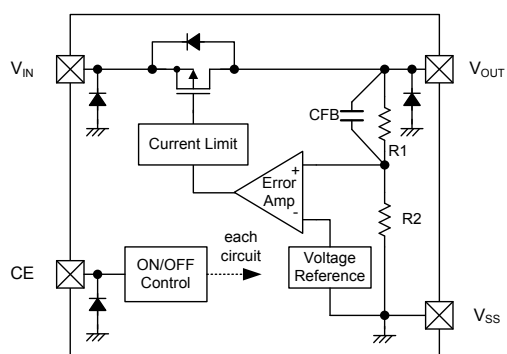 VIN
VOUT
CFB
R1
Current Limit
+
Error
Amp
-
R2
each
circuit
Voltage
Reference
CE
ON/OFF
Control
VSS